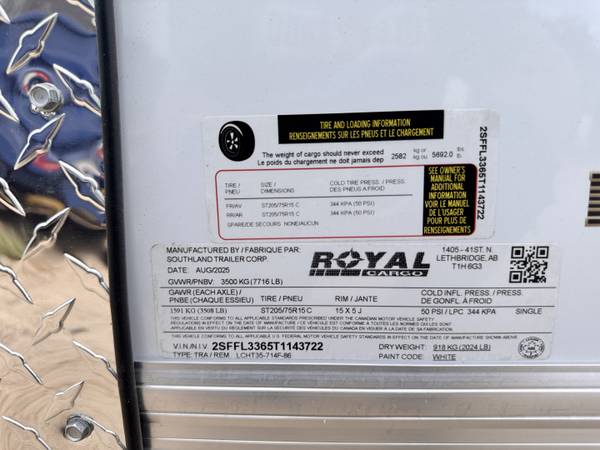 TIRE AND LOADING INFORMATION
RENSEIGNEMENTS SUR LES PNEUS ET LE CHARGEMENT
The weight of cargo should never exceed 2582 kg or 5692.0 lbs
Le poids du chargement ne doit jamais dep kg ou lb.
TIRE / SIZE / COLD TIRE PRESS. / PRESS.
PNEU DIMENSIONS DES PNEUS A FROID
FR/AV ST205/75R15 C 344 KPA (50 PSI)
RR/AR ST205/75R15 C 344 KPA (50 PSI)
SPARE/DE SECOURS NONE/AUCUN
SEE OWNER'S
MANUAL FOR
ADDITIONAL
INFORMATION
VOIR LE MANUEL
DE L'USAGER
POUR PLUS DE
RENSEIGNEMENTS
2SFFL3365T1143722
MANUFACTURED BY / FABRIQUE PAR:
SOUTHLAND TRAILER CORP.
DATE: AUG/2025
ROYAL
CARGO
1405 - 41ST. N.
LETHBRIDGE, AB
T1H 6G3
GVWR/PNBV: 3500 KG (7716 LB)
GAWR (EACH AXLE) / TIRE / PNEU RIM / JANTE COLD INFL. PRESS. / PRESS.
PNBE (CHAQUE ESSIEU) DE GONFL. À FROID
1591 KG (3508 LB) ST205/75R15 C 15 X 5 J 50 PSI / LPC 344 KPA SINGLE
V.I.N./N.I.V. 2SFFL3365T1143722
DRY WEIGHT: 918 KG (2024 LB)
TYPE: TRA / REM LCHT35-714F-86
PAINT CODE: WHITE